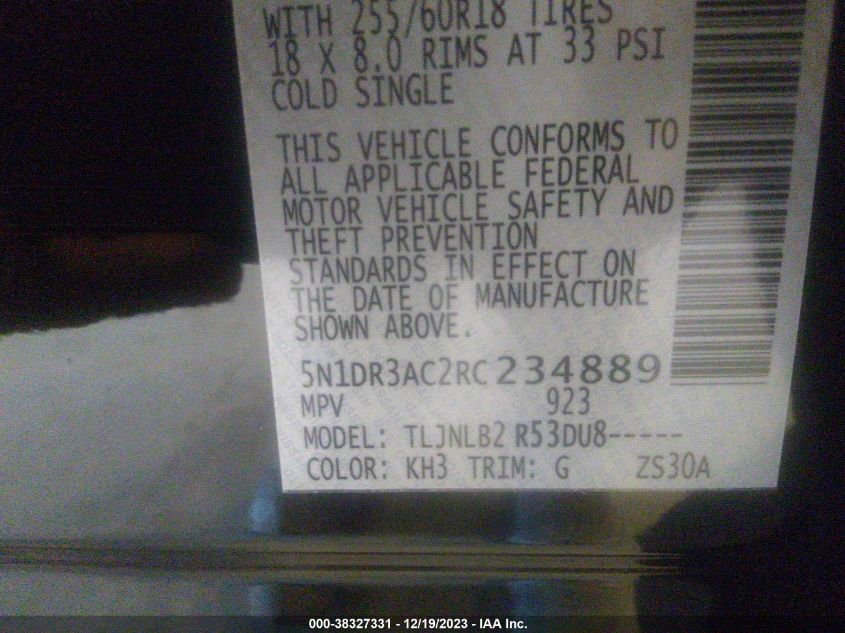 WITH 255/60R18 TIRES
18 X 8.0 RIMS AT 33 PSI
COLD SINGLE
THIS VEHICLE CONFORMS TO
ALL APPLICABLE FEDERAL
MOTOR VEHICLE SAFETY AND
THEFT PREVENTION
STANDARDS IN EFFECT ON
THE DATE OF MANUFACTURE
SHOWN ABOVE.
5N1DR3AC2RC234889
MPV 923
MODEL: TLJNLB2 R53DU8-----
COLOR: KH3 TRIM: G ZS30A
000-38327331 - 12/19/2023 - IAA Inc.